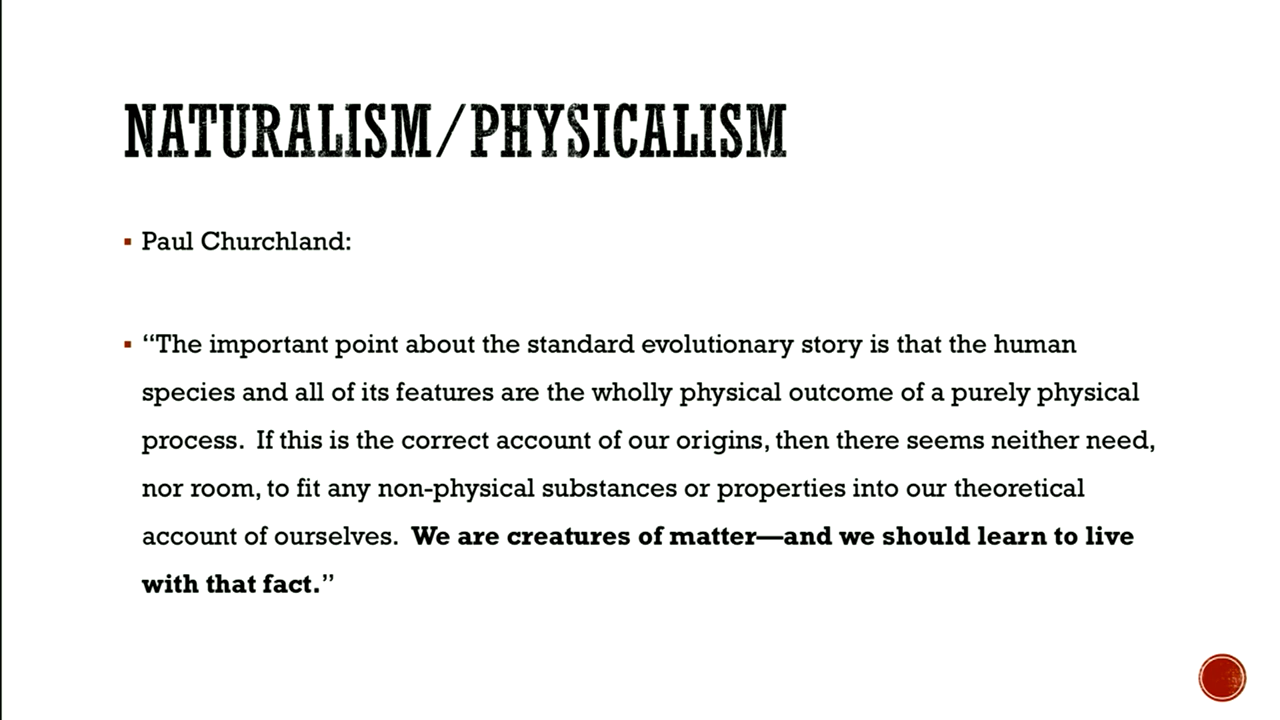 NATURALISM/PHYSICALISM
▪ Paul Churchland:
▪ “The important point about the standard evolutionary story is that the human
species and all of its features are the wholly physical outcome of a purely physical
process.  If this is the correct account of our origins, then there seems neither need,
nor room, to fit any non-physical substances or properties into our theoretical
account of ourselves.  We are creatures of matter—and we should learn to live
with that fact.”